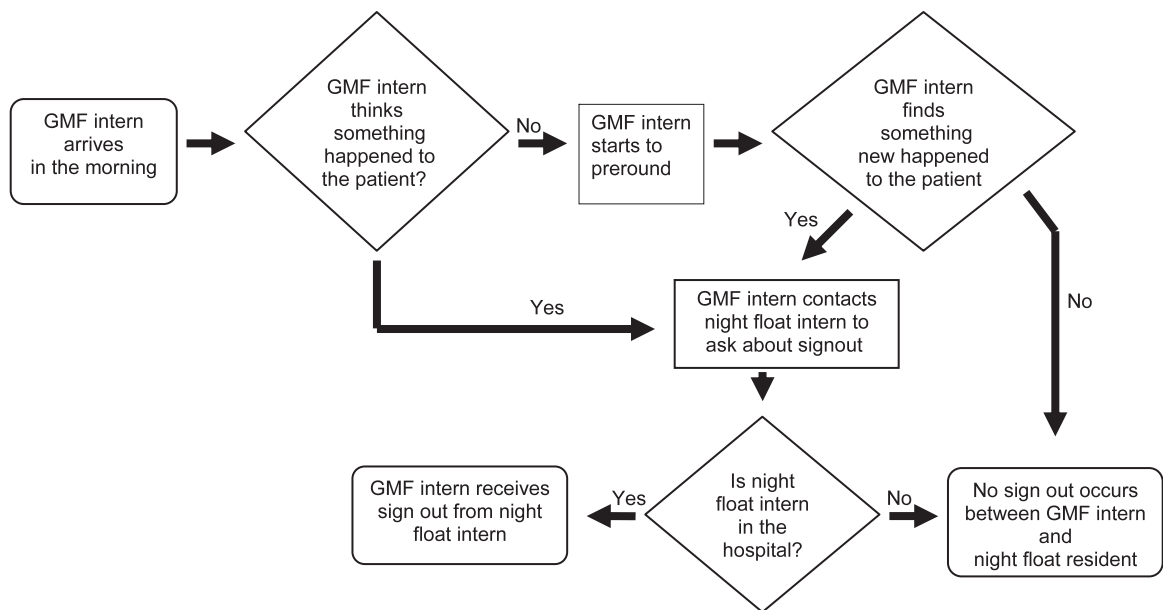 GMF intern
arrives
in the morning
GMF intern
thinks
something
happened to
the patient?
No
GMF intern
starts to
preround
GMF intern
finds
something
new happened
to the patient
Yes
No
Yes
GMF intern contacts
night float intern to
ask about signout
GMF intern receives
sign out from night
float intern
Yes
Is night
float intern
in the
hospital?
No
No sign out occurs
between GMF intern
and
night float resident